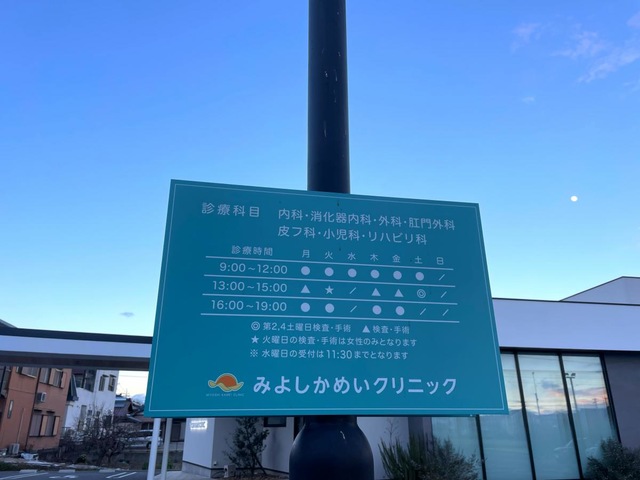 診療科目 内科・消化器内科・外科・肛門外科
皮フ科・小児科・リハビリ科
診療時間 月 火 水 木 金 土 日
9:00~12:00 ● ● ● ● ● ● /
13:00~15:00 ▲ ★ / ▲ ▲ ◎ /
16:00~19:00 ● ● / ● ● / /
◎ 第2,4土曜日検査・手術 ▲ 検査・手術
★ 火曜日の検査・手術は女性のみとなります
※ 水曜日の受付は11:30までとなります
みよしかめいクリニック